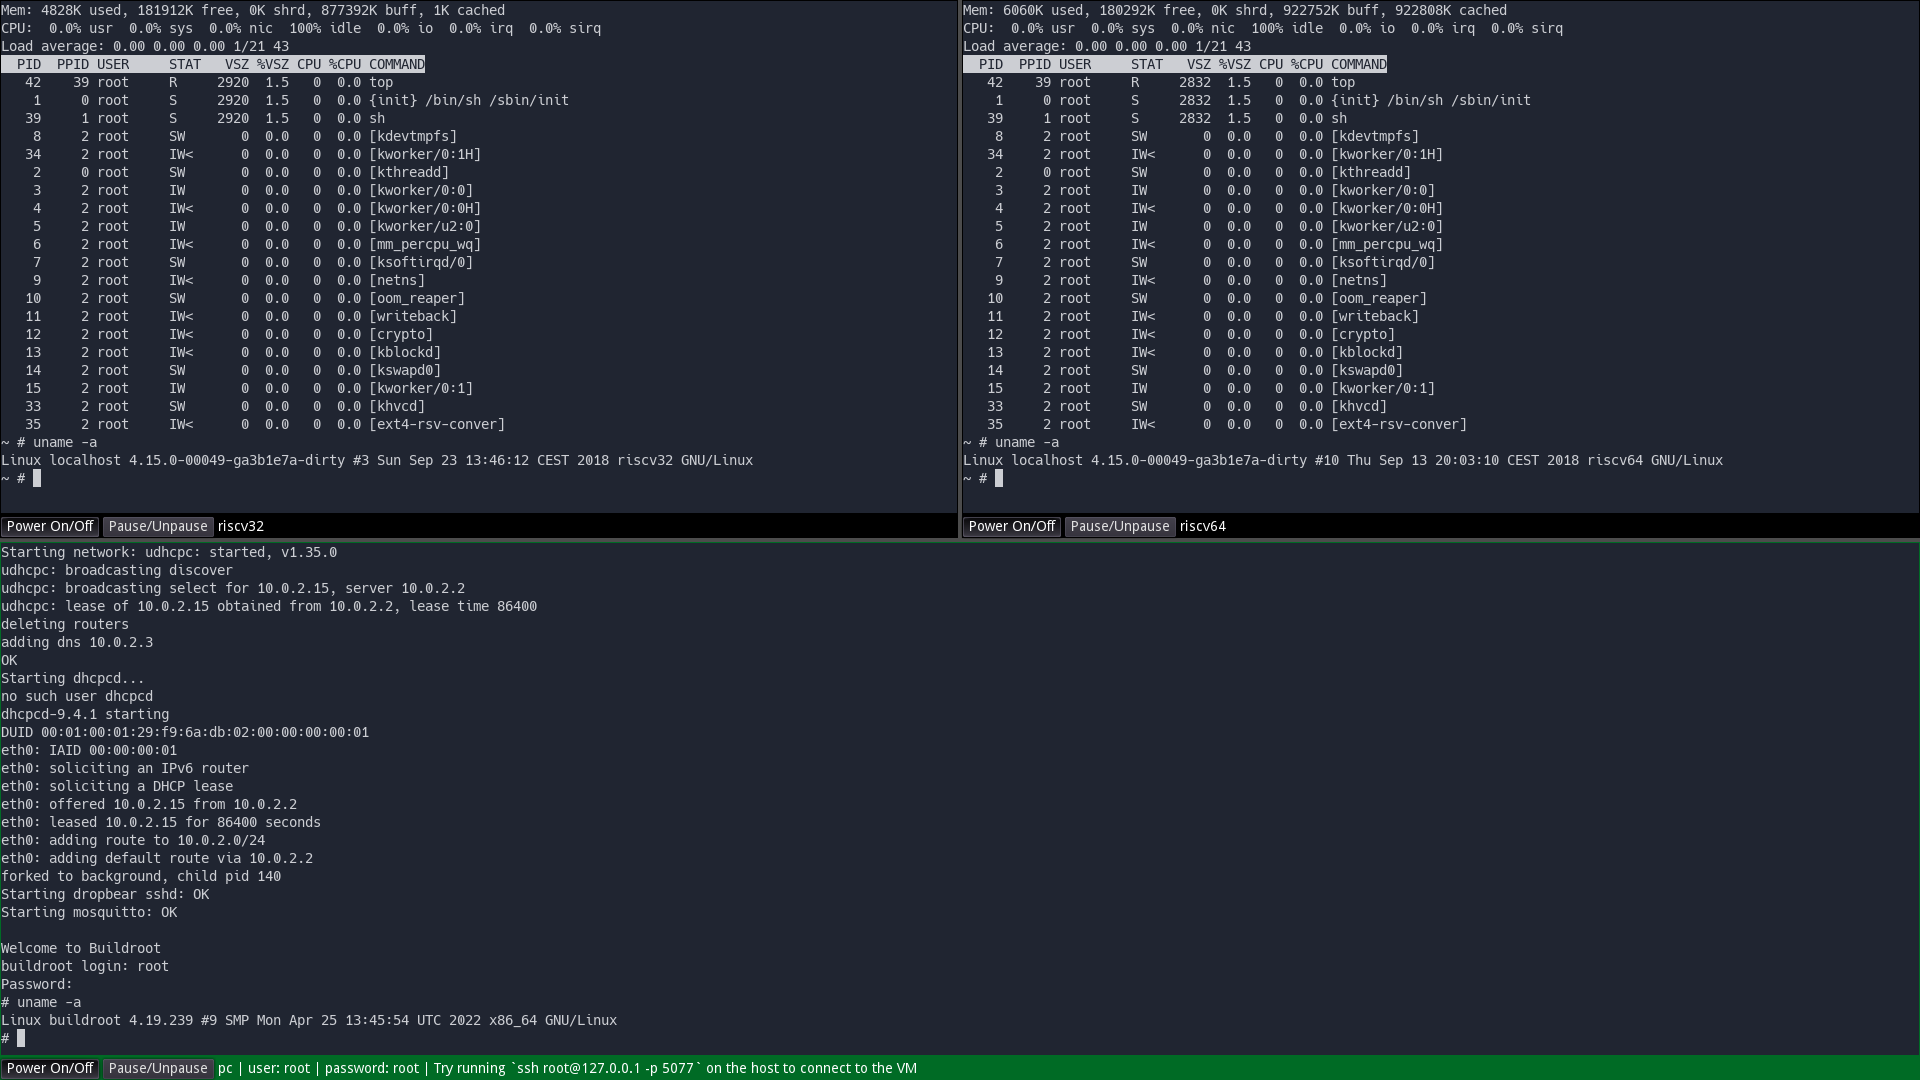 Mem: 4828K used, 181912K free, 0K shrd, 877392K buff, 1K cached
CPU:  0.0% usr  0.0% sys  0.0% nic  100% idle  0.0% io  0.0% irq  0.0% sirq
Load average: 0.00 0.00 0.00 1/21 43
  PID  PPID USER     STAT   VSZ %VSZ CPU %CPU COMMAND
   42    39 root     R     2920  1.5   0  0.0 top
    1     0 root     S     2920  1.5   0  0.0 {init} /bin/sh /sbin/init
   39     1 root     S     2920  1.5   0  0.0 sh
    8     2 root     SW       0  0.0   0  0.0 [kdevtmpfs]
   34     2 root     IW<      0  0.0   0  0.0 [kworker/0:1H]
    2     0 root     SW       0  0.0   0  0.0 [kthreadd]
    3     2 root     IW       0  0.0   0  0.0 [kworker/0:0]
    4     2 root     IW<      0  0.0   0  0.0 [kworker/0:0H]
    5     2 root     IW       0  0.0   0  0.0 [kworker/u2:0]
    6     2 root     IW<      0  0.0   0  0.0 [mm_percpu_wq]
    7     2 root     SW       0  0.0   0  0.0 [ksoftirqd/0]
    9     2 root     IW<      0  0.0   0  0.0 [netns]
   10     2 root     SW       0  0.0   0  0.0 [oom_reaper]
   11     2 root     IW<      0  0.0   0  0.0 [writeback]
   12     2 root     IW<      0  0.0   0  0.0 [crypto]
   13     2 root     IW<      0  0.0   0  0.0 [kblockd]
   14     2 root     SW       0  0.0   0  0.0 [kswapd0]
   15     2 root     IW       0  0.0   0  0.0 [kworker/0:1]
   33     2 root     SW       0  0.0   0  0.0 [khvcd]
   35     2 root     IW<      0  0.0   0  0.0 [ext4-rsv-conver]
~ # uname -a
Linux localhost 4.15.0-00049-ga3b1e7a-dirty #3 Sun Sep 23 13:46:12 CEST 2018 riscv32 GNU/Linux
~ #
Power On/Off Pause/Unpause riscv32
Mem: 6060K used, 180292K free, 0K shrd, 922752K buff, 922808K cached
CPU:  0.0% usr  0.0% sys  0.0% nic  100% idle  0.0% io  0.0% irq  0.0% sirq
Load average: 0.00 0.00 0.00 1/21 43
  PID  PPID USER     STAT   VSZ %VSZ CPU %CPU COMMAND
   42    39 root     R     2832  1.5   0  0.0 top
    1     0 root     S     2832  1.5   0  0.0 {init} /bin/sh /sbin/init
   39     1 root     S     2832  1.5   0  0.0 sh
    8     2 root     SW       0  0.0   0  0.0 [kdevtmpfs]
   34     2 root     IW<      0  0.0   0  0.0 [kworker/0:1H]
    2     0 root     SW       0  0.0   0  0.0 [kthreadd]
    3     2 root     IW       0  0.0   0  0.0 [kworker/0:0]
    4     2 root     IW<      0  0.0   0  0.0 [kworker/0:0H]
    5     2 root     IW       0  0.0   0  0.0 [kworker/u2:0]
    6     2 root     IW<      0  0.0   0  0.0 [mm_percpu_wq]
    7     2 root     SW       0  0.0   0  0.0 [ksoftirqd/0]
    9     2 root     IW<      0  0.0   0  0.0 [netns]
   10     2 root     SW       0  0.0   0  0.0 [oom_reaper]
   11     2 root     IW<      0  0.0   0  0.0 [writeback]
   12     2 root     IW<      0  0.0   0  0.0 [crypto]
   13     2 root     IW<      0  0.0   0  0.0 [kblockd]
   14     2 root     SW       0  0.0   0  0.0 [kswapd0]
   15     2 root     IW       0  0.0   0  0.0 [kworker/0:1]
   33     2 root     SW       0  0.0   0  0.0 [khvcd]
   35     2 root     IW<      0  0.0   0  0.0 [ext4-rsv-conver]
~ # uname -a
Linux localhost 4.15.0-00049-ga3b1e7a-dirty #10 Thu Sep 13 20:03:10 CEST 2018 riscv64 GNU/Linux
~ #
Power On/Off Pause/Unpause riscv64
Starting network: udhcpc: started, v1.35.0
udhcpc: broadcasting discover
udhcpc: broadcasting select for 10.0.2.15, server 10.0.2.2
udhcpc: lease of 10.0.2.15 obtained from 10.0.2.2, lease time 86400
deleting routers
adding dns 10.0.2.3
OK
Starting dhcpcd...
no such user dhcpcd
dhcpcd-9.4.1 starting
DUID 00:01:00:01:29:f9:6a:db:02:00:00:00:00:01
eth0: IAID 00:00:00:01
eth0: soliciting an IPv6 router
eth0: soliciting a DHCP lease
eth0: offered 10.0.2.15 from 10.0.2.2
eth0: leased 10.0.2.15 for 86400 seconds
eth0: adding route to 10.0.2.0/24
eth0: adding default route via 10.0.2.2
forked to background, child pid 140
Starting dropbear sshd: OK
Starting mosquitto: OK
Welcome to Buildroot
buildroot login: root
Password:
# uname -a
Linux buildroot 4.19.239 #9 SMP Mon Apr 25 13:45:54 UTC 2022 x86_64 GNU/Linux
#
Power On/Off Pause/Unpause pc | user: root | password: root | Try running `ssh root@127.0.0.1 -p 5077` on the host to connect to the VM